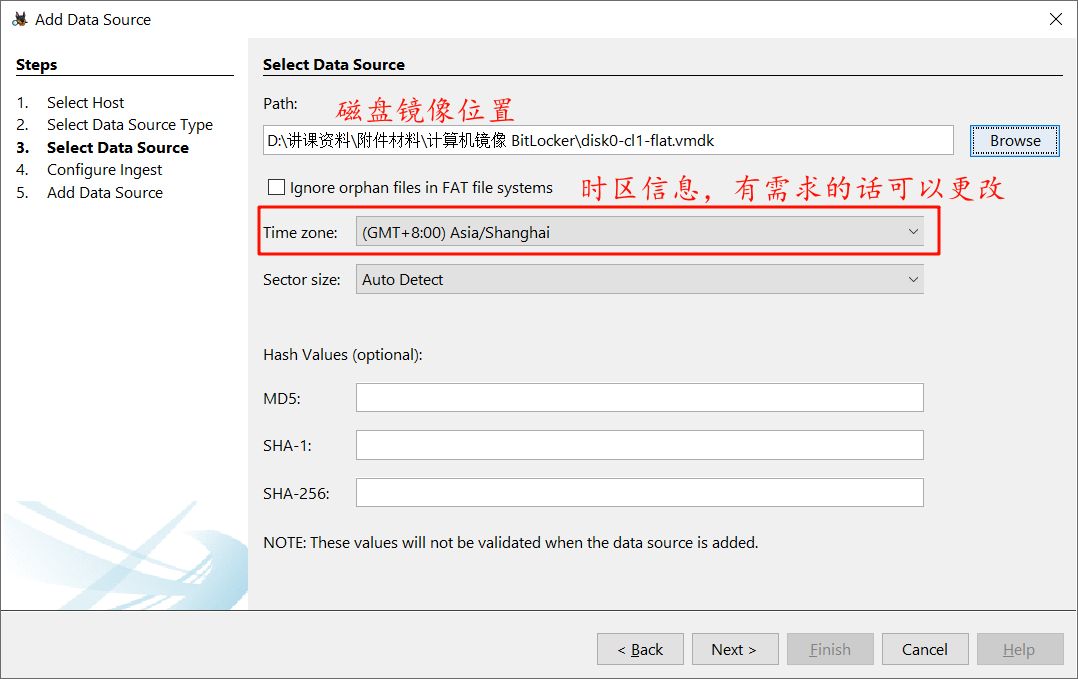 Add Data Source
Steps
1. Select Host
2. Select Data Source Type
3. Select Data Source
4. Configure Ingest
5. Add Data Source
Select Data Source
Path:
磁盘镜像位置
D:\讲课资料\附件材料\计算机镜像 BitLocker\disk0-cl1-flat.vmdk
Browse
Ignore orphan files in FAT file systems
时区信息，有需求的话可以更改
Time zone: (GMT+8:00) Asia/Shanghai
Sector size: Auto Detect
Hash Values (optional):
MD5:
SHA-1:
SHA-256:
NOTE: These values will not be validated when the data source is added.
< Back Next > Finish Cancel Help